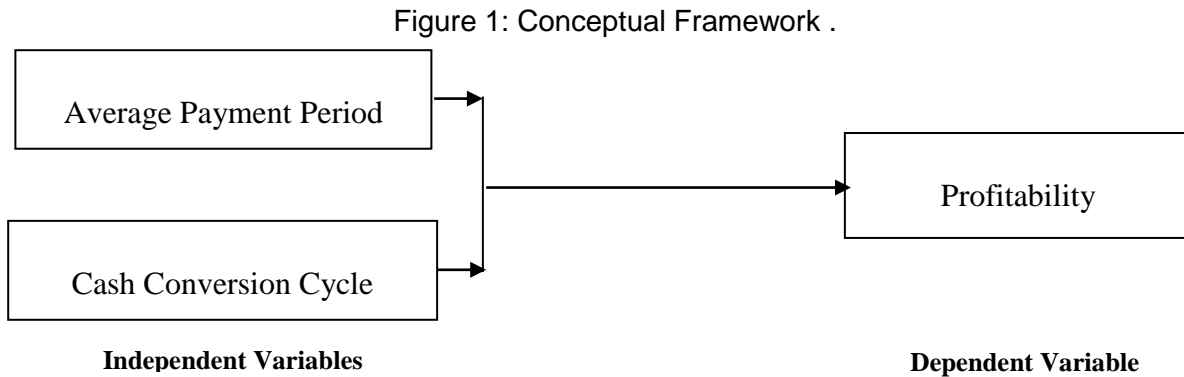 Figure 1: Conceptual Framework .
Average Payment Period
Profitability
Cash Conversion Cycle
Independent Variables
Dependent Variable